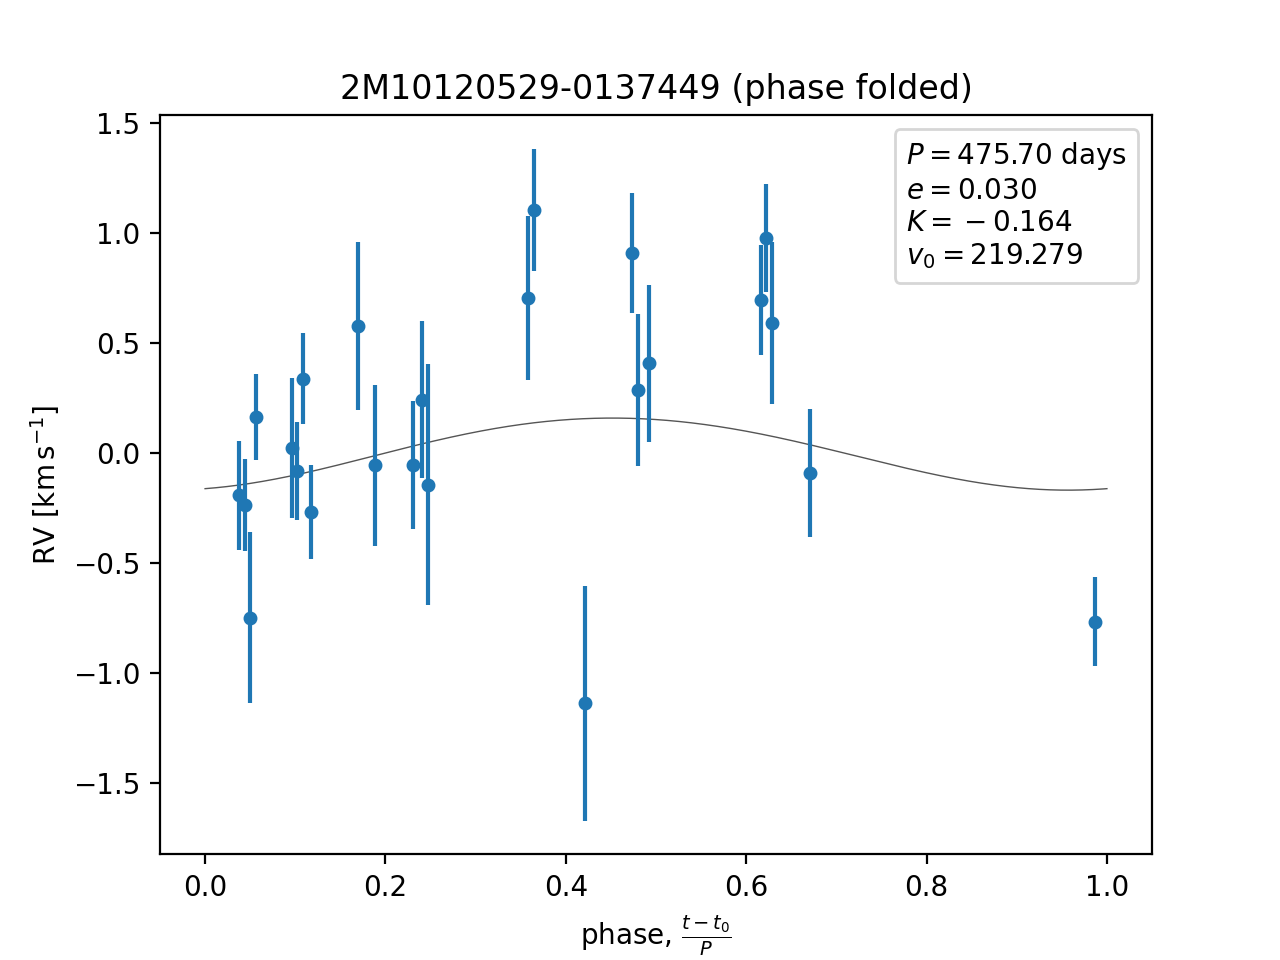 2M10120529-0137449 (phase folded)
P = 475.70 days
e = 0.030
K = −0.164
v₀ = 219.279
1.5
1.0
0.5
0.0
−0.5
−1.0
−1.5
RV [km s⁻¹]
0.0 0.2 0.4 0.6 0.8 1.0
phase, (t − t₀)/P